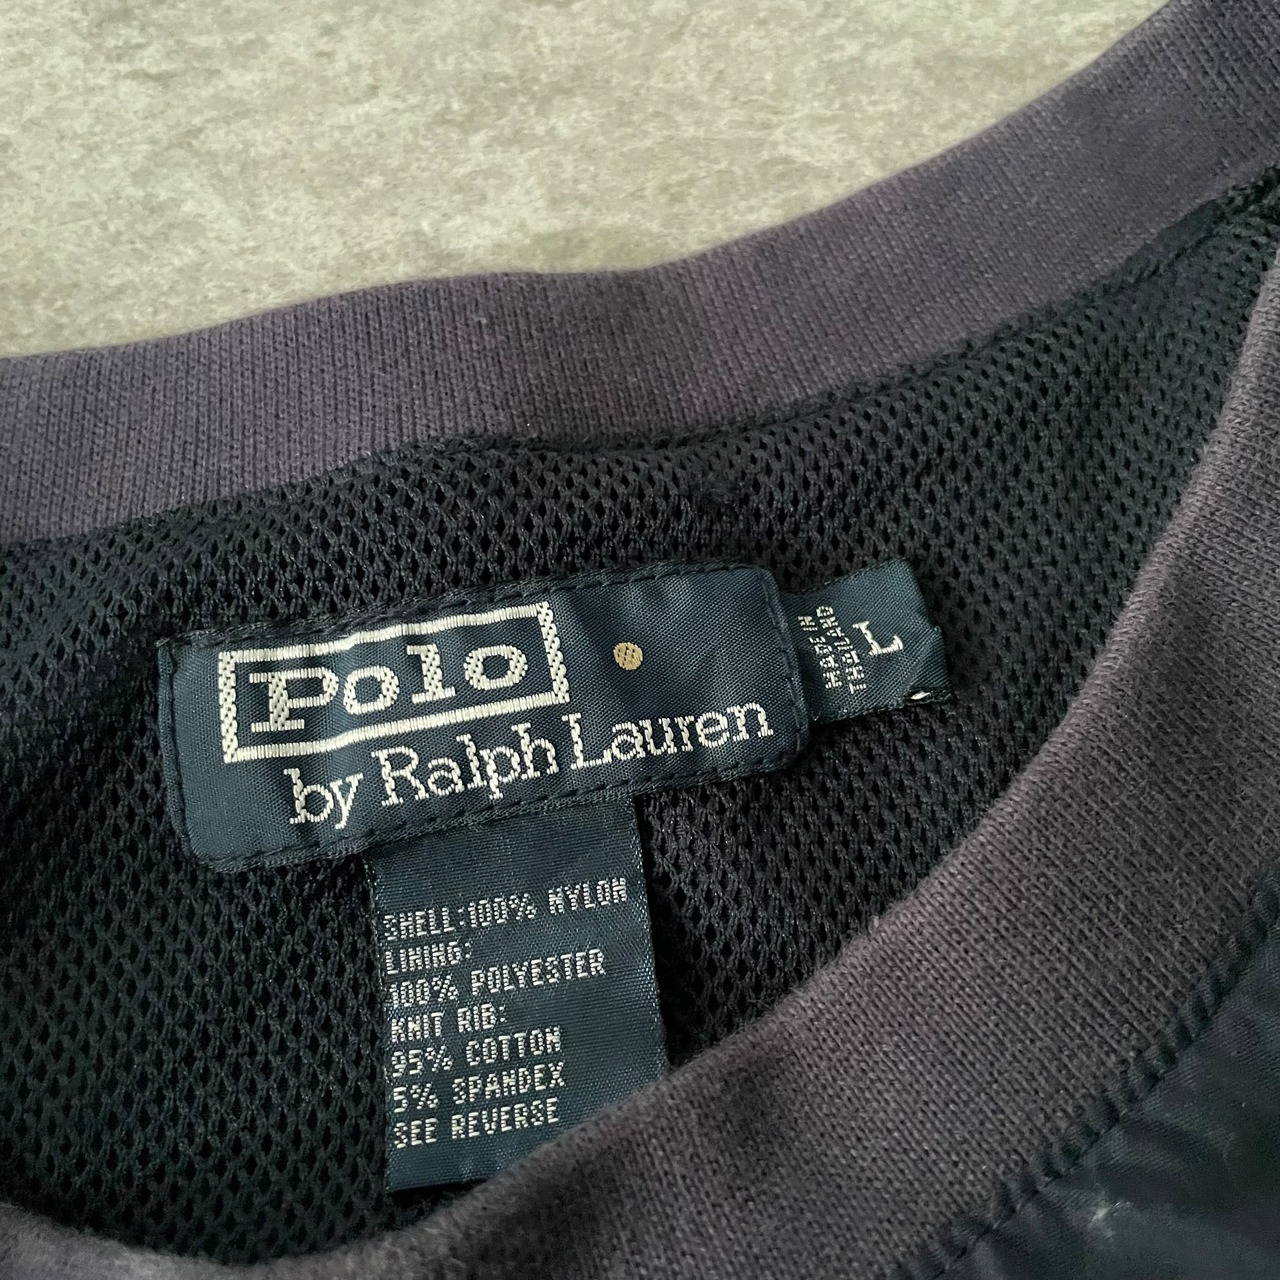 Polo
by Ralph Lauren
MADE IN
THAILAND
L
SHELL:100% NYLON
LINING:
100% POLYESTER
KNIT RIB:
95% COTTON
5% SPANDEX
SEE REVERSE